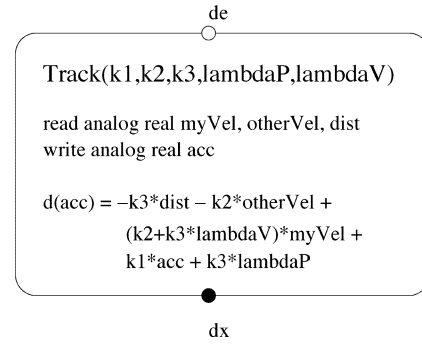 de
Track(k1,k2,k3,lambdaP,lambdaV)
read analog real myVel, otherVel, dist
write analog real acc
d(acc) = −k3*dist − k2*otherVel +
(k2+k3*lambdaV)*myVel +
k1*acc + k3*lambdaP
dx